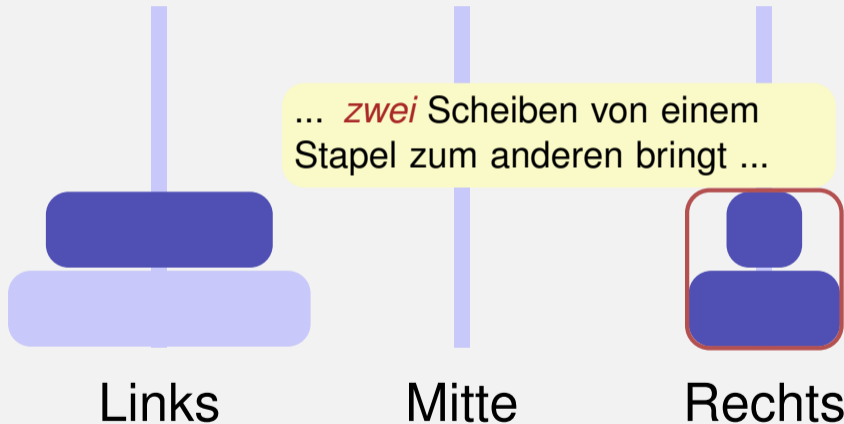 ... zwei Scheiben von einem
Stapel zum anderen bringt ...
Links Mitte Rechts